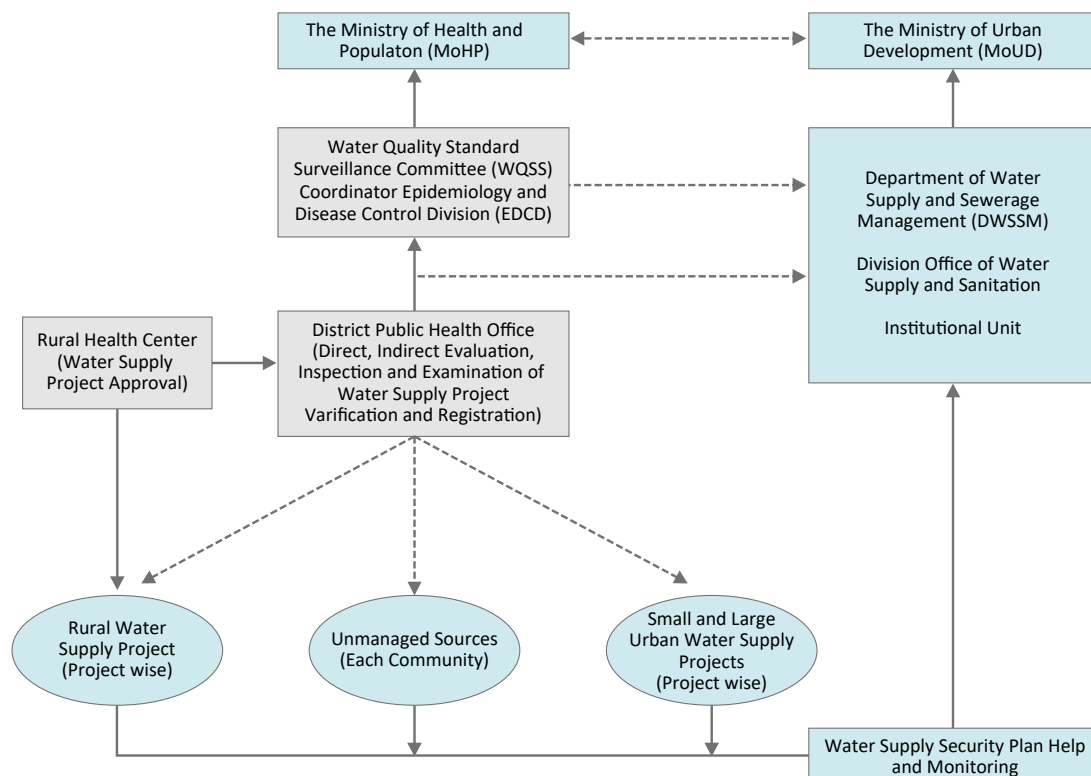 The Ministry of Health and
Populaton (MoHP)
The Ministry of Urban
Development (MoUD)
Water Quality Standard
Surveillance Committee (WQSS)
Coordinator Epidemiology and
Disease Control Division (EDCD)
Department of Water
Supply and Sewerage
Management (DWSSM)
Division Office of Water
Supply and Sanitation
Institutional Unit
Rural Health Center
(Water Supply
Project Approval)
District Public Health Office
(Direct, Indirect Evaluation,
Inspection and Examination of
Water Supply Project
Varification and Registration)
Rural Water
Supply Project
(Project wise)
Unmanaged Sources
(Each Community)
Small and Large
Urban Water Supply
Projects
(Project wise)
Water Supply Security Plan Help
and Monitoring